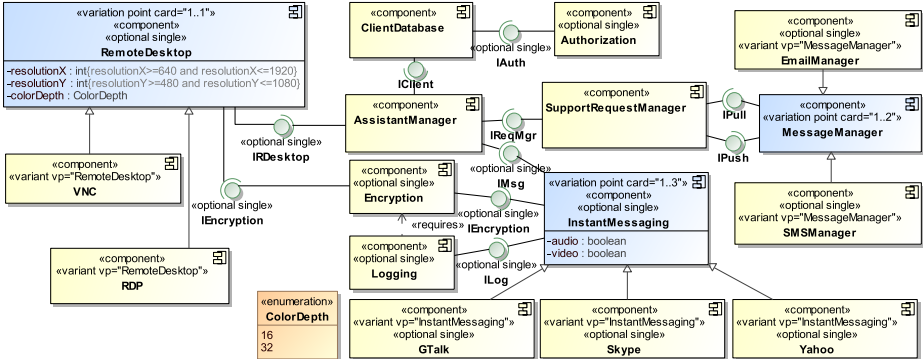 «variation point card="1..1"»
«component»
«optional single»
RemoteDesktop
-resolutionX : int{resolutionX>=640 and resolutionX<=1920}
-resolutionY : int{resolutionY>=480 and resolutionY<=1080}
-colorDepth : ColorDepth
«component»
ClientDatabase
«optional single»
IAuth
«component»
«optional single»
Authorization
«component»
«optional single»
«variant vp="MessageManager"»
EmailManager
IClient
«component»
AssistantManager
«optional single»
IRDesktop
IReqMgr
«component»
SupportRequestManager
IPull
IPush
«component»
«variation point card="1..2"»
MessageManager
«optional single»
IMsg
«component»
«variant vp="RemoteDesktop"»
VNC
«optional single»
IEncryption
«component»
«optional single»
Encryption
«optional single»
IEncryption
«variation point card="1..3"»
«component»
«optional single»
InstantMessaging
-audio : boolean
-video : boolean
«component»
«optional single»
«variant vp="MessageManager"»
SMSManager
«requires»
«component»
«optional single»
Logging
«optional single»
ILog
«component»
«variant vp="RemoteDesktop"»
RDP
«enumeration»
ColorDepth
16
32
«component»
«variant vp="InstantMessaging"»
«optional single»
GTalk
«component»
«variant vp="InstantMessaging"»
«optional single»
Skype
«component»
«variant vp="InstantMessaging"»
«optional single»
Yahoo